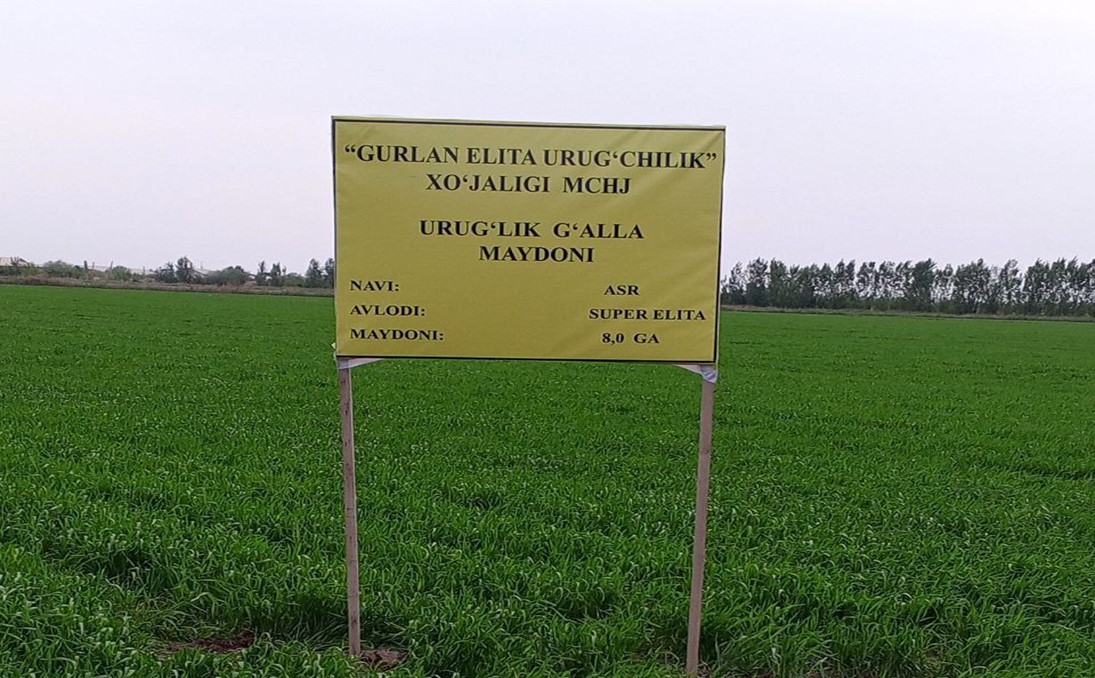 “GURLAN ELITA URUG‘CHILIK”
XO‘JALIGI MCHJ
URUG‘LIK G‘ALLA
MAYDONI
NAVI: ASR
AVLODI: SUPER ELITA
MAYDONI: 8,0 GA